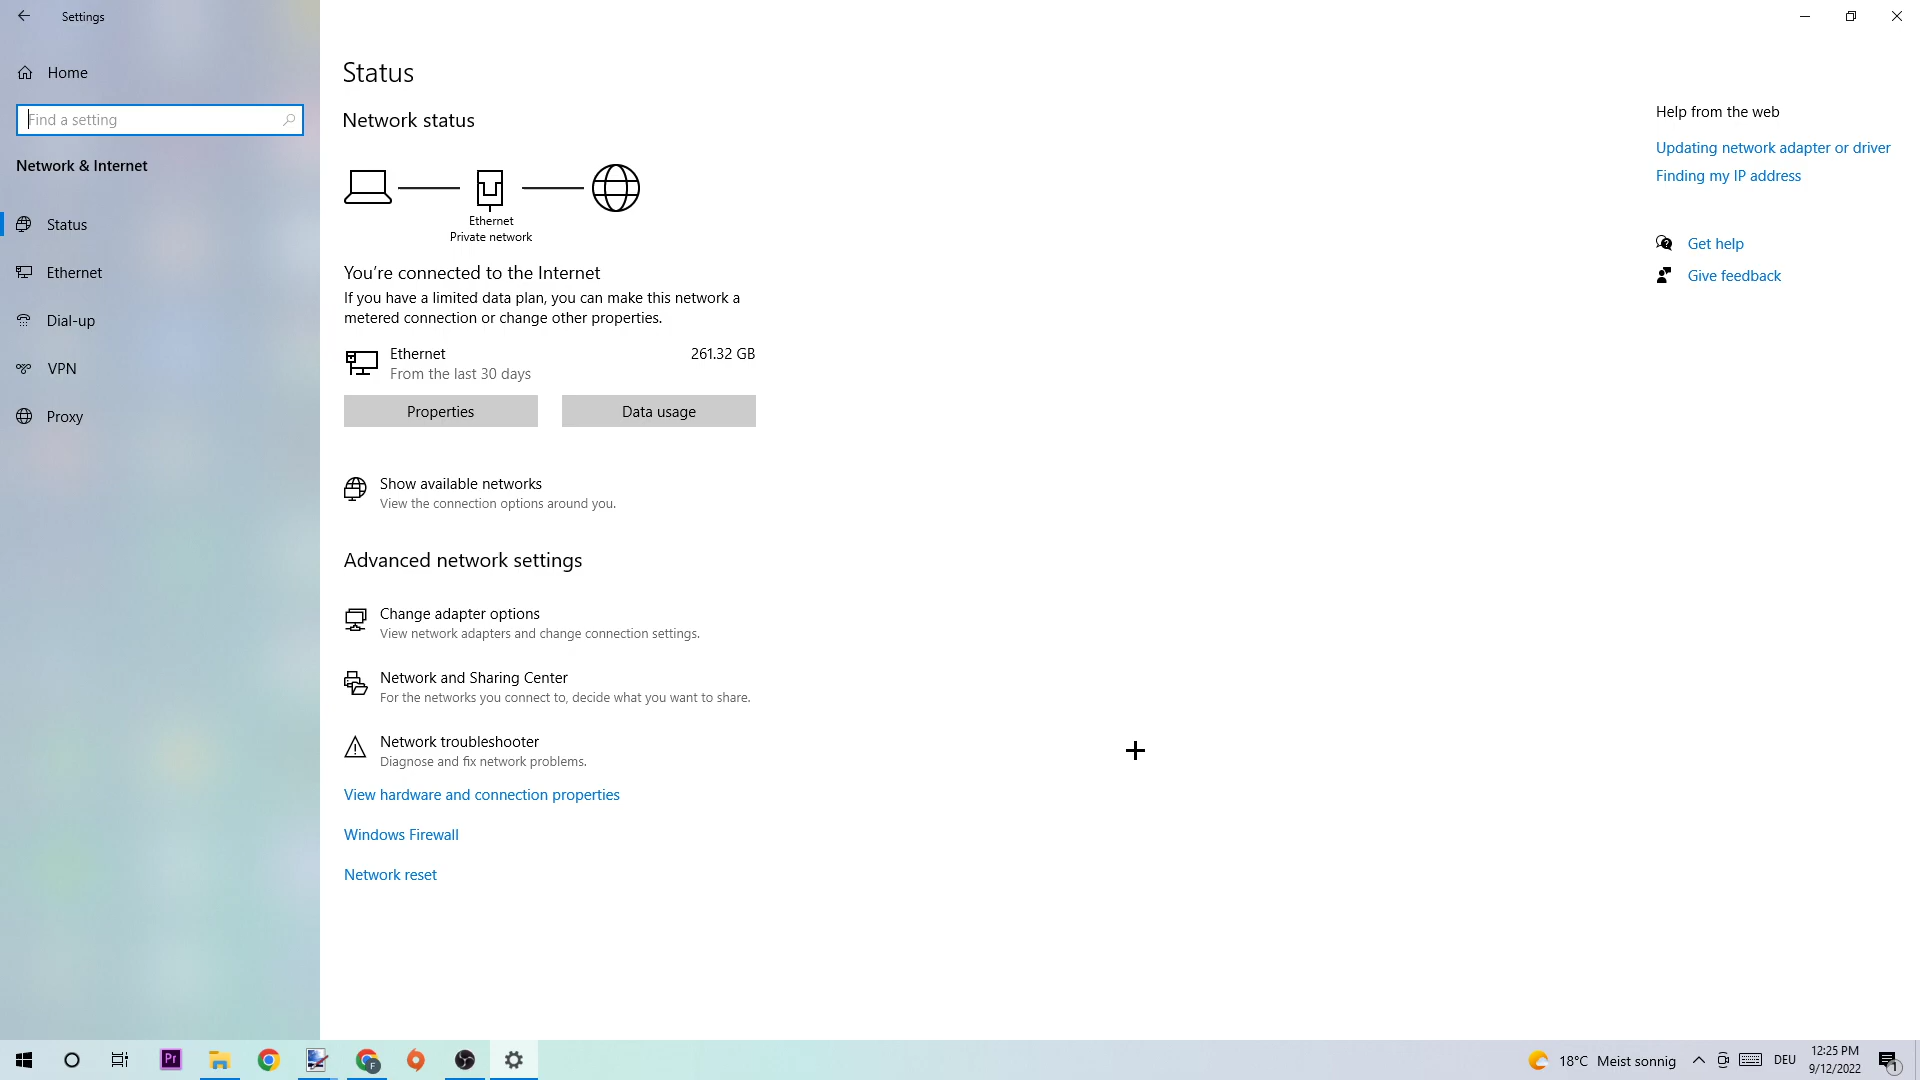 Settings
Home
Find a setting
Network & Internet
Status
Ethernet
Dial-up
VPN
Proxy
Status
Network status
Ethernet
Private network
You're connected to the Internet
If you have a limited data plan, you can make this network a
metered connection or change other properties.
Ethernet 261.32 GB
From the last 30 days
Properties Data usage
Show available networks
View the connection options around you.
Advanced network settings
Change adapter options
View network adapters and change connection settings.
Network and Sharing Center
For the networks you connect to, decide what you want to share.
Network troubleshooter
Diagnose and fix network problems.
View hardware and connection properties
Windows Firewall
Network reset
Help from the web
Updating network adapter or driver
Finding my IP address
Get help
Give feedback
Pr
F
18°C Meist sonnig
DEU
12:25 PM
9/12/2022
1